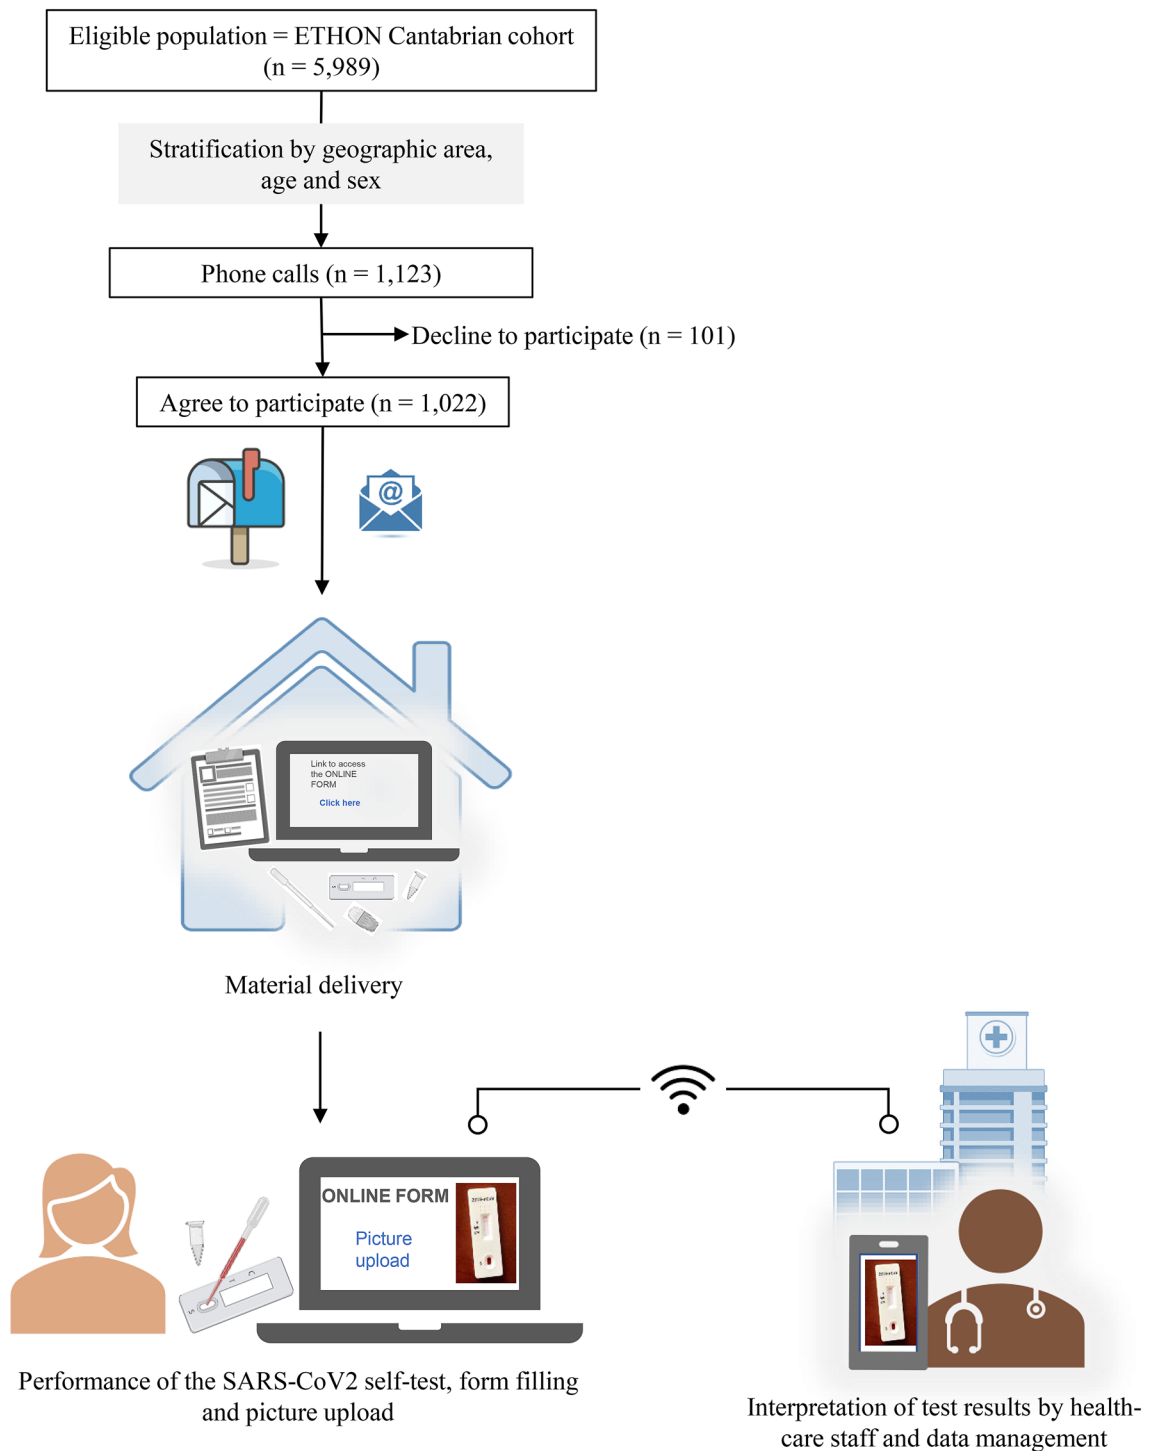 Eligible population = ETHON Cantabrian cohort
(n = 5,989)
Stratification by geographic area,
age and sex
Phone calls (n = 1,123)
Decline to participate (n = 101)
Agree to participate (n = 1,022)
@
Link to access
the ONLINE
FORM
Click here
Material delivery
ONLINE FORM
Picture
upload
S
T
C
Performance of the SARS-CoV2 self-test, form filling
and picture upload
Interpretation of test results by health-
care staff and data management